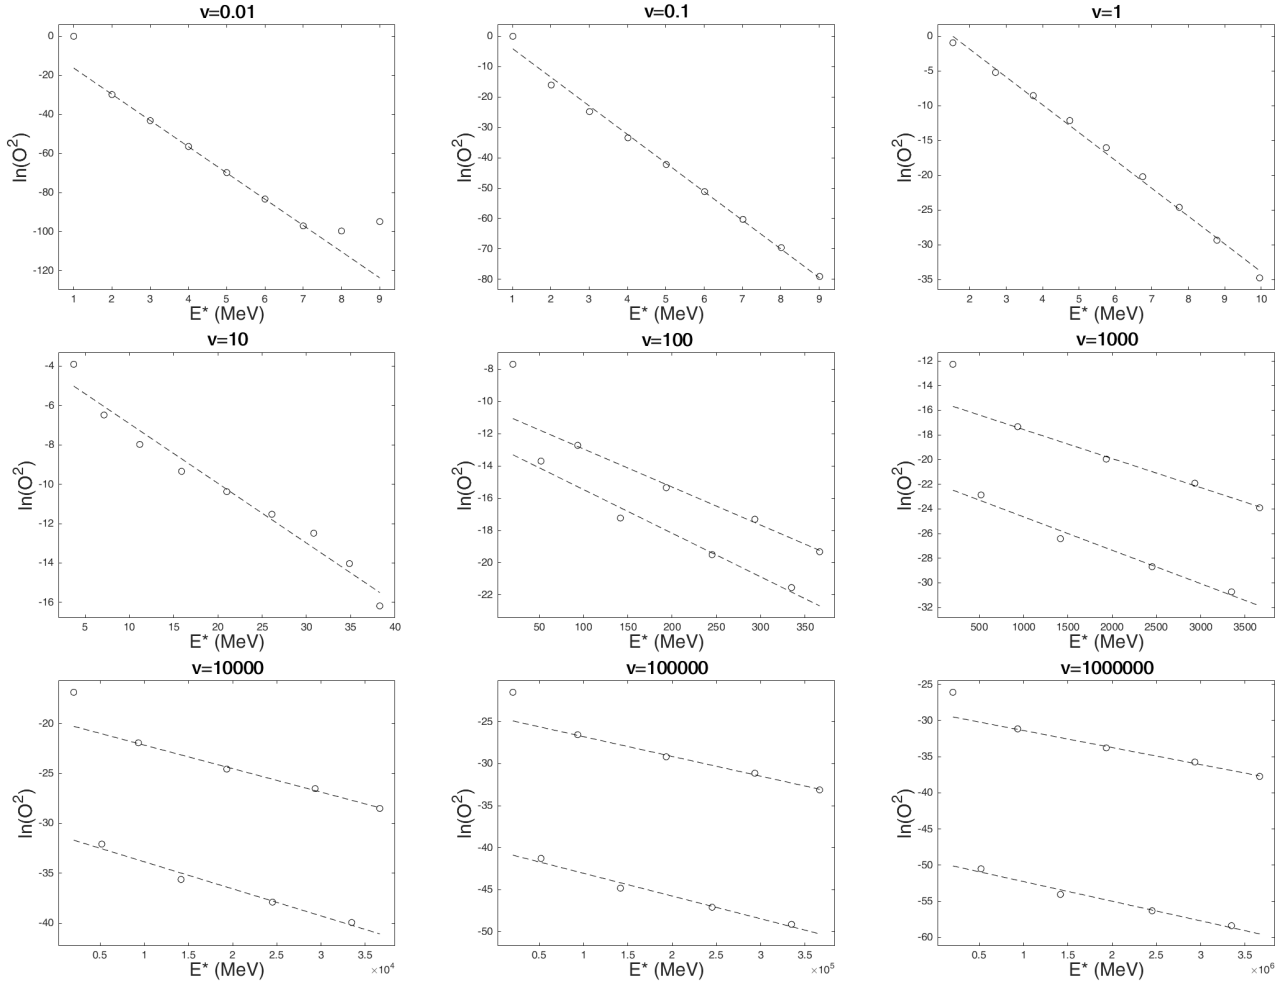 v=0.01
0
-20
-40
-60
-80
-100
-120
ln(O²)
1 2 3 4 5 6 7 8 9
E* (MeV)
v=0.1
0
-10
-20
-30
-40
-50
-60
-70
-80
ln(O²)
1 2 3 4 5 6 7 8 9
E* (MeV)
v=1
0
-5
-10
-15
-20
-25
-30
-35
ln(O²)
2 3 4 5 6 7 8 9 10
E* (MeV)
v=10
-4
-6
-8
-10
-12
-14
-16
ln(O²)
5 10 15 20 25 30 35 40
E* (MeV)
v=100
-8
-10
-12
-14
-16
-18
-20
-22
ln(O²)
50 100 150 200 250 300 350
E* (MeV)
v=1000
-12
-14
-16
-18
-20
-22
-24
-26
-28
-30
-32
ln(O²)
500 1000 1500 2000 2500 3000 3500
E* (MeV)
v=10000
-20
-25
-30
-35
-40
ln(O²)
0.5 1 1.5 2 2.5 3 3.5
E* (MeV)
×10⁴
v=100000
-25
-30
-35
-40
-45
-50
ln(O²)
0.5 1 1.5 2 2.5 3 3.5
E* (MeV)
×10⁵
v=1000000
-25
-30
-35
-40
-45
-50
-55
-60
ln(O²)
0.5 1 1.5 2 2.5 3 3.5
E* (MeV)
×10⁶